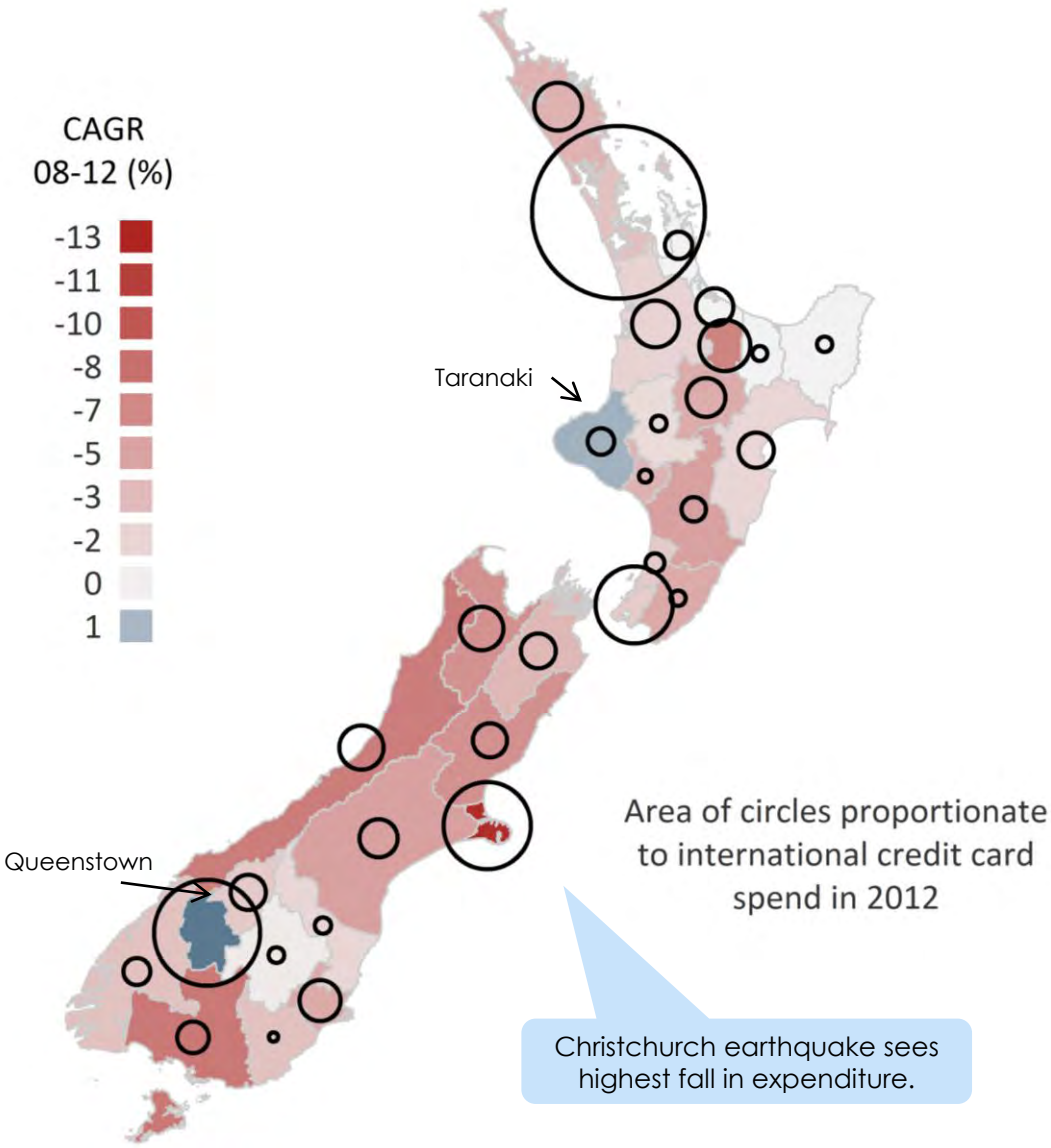 CAGR
08-12 (%)
-13
-11
-10
-8
-7
-5
-3
-2
0
1
Taranaki
Queenstown
Area of circles proportionate
to international credit card
spend in 2012
Christchurch earthquake sees
highest fall in expenditure.